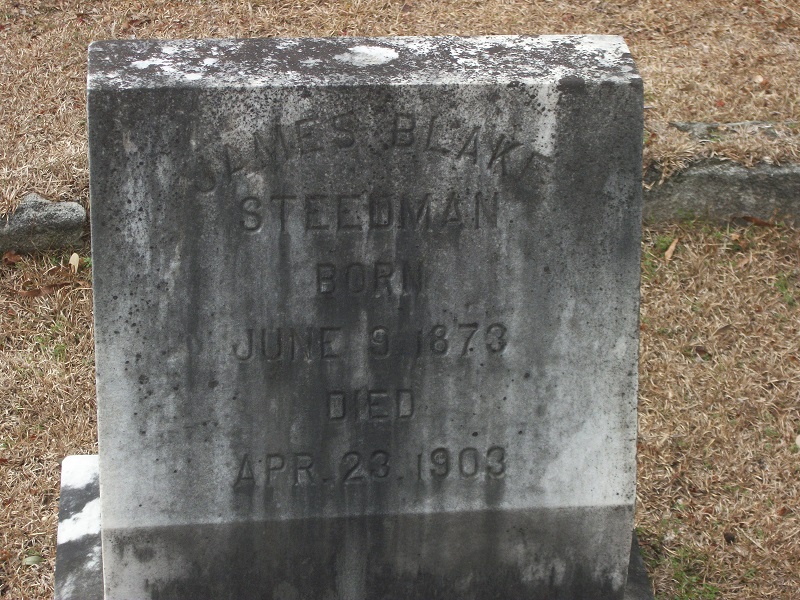 JAMES BLAKE
STEEDMAN
BORN
JUNE 9 1873
DIED
APR. 23, 1903